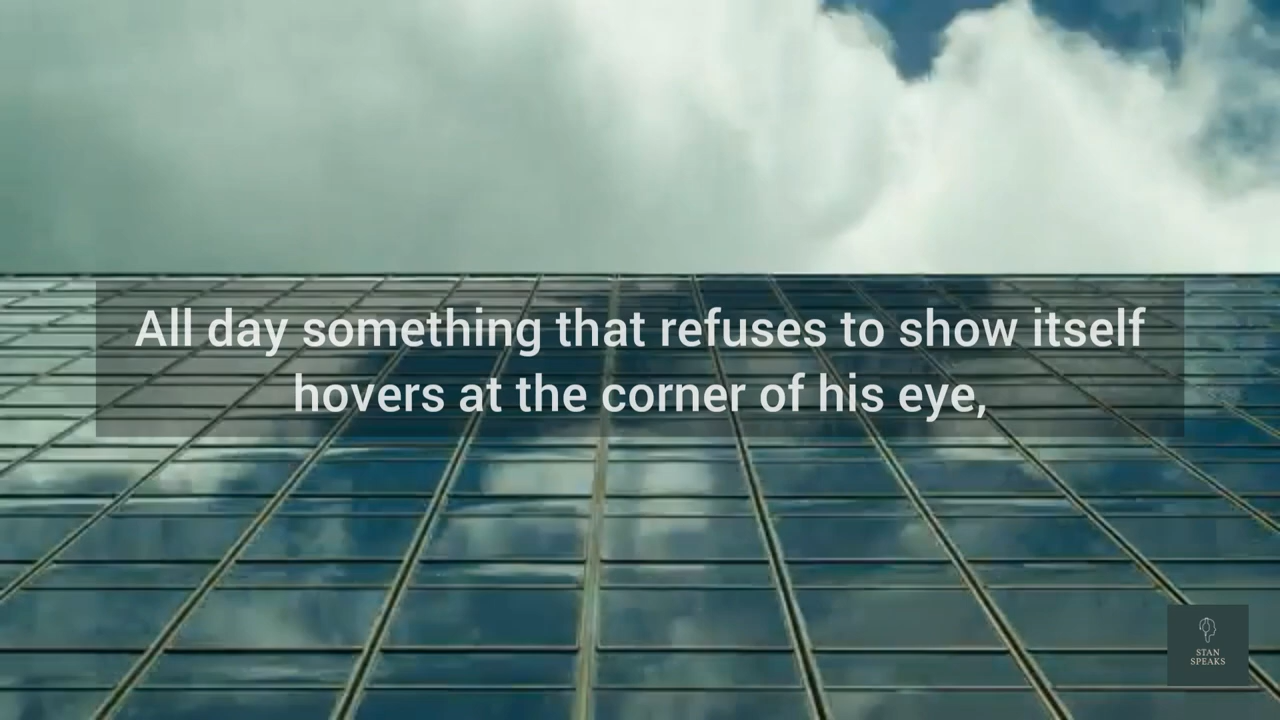 All day something that refuses to show itself
hovers at the corner of his eye,
STAN
SPEAKS